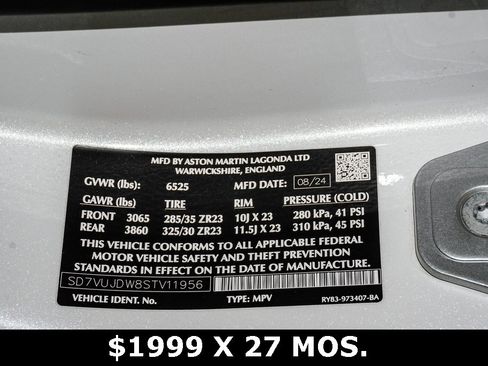 MFD BY ASTON MARTIN LAGONDA LTD
WARWICKSHIRE, ENGLAND
GVWR (lbs): 6525 MFD DATE: 08/24
GAWR (lbs): TIRE RIM PRESSURE (COLD)
FRONT 3065 285/35 ZR23 10J X 23 280 kPa, 41 PSI
REAR 3860 325/30 ZR23 11.5J X 23 310 kPa, 45 PSI
THIS VEHICLE CONFORMS TO ALL APPLICABLE FEDERAL
MOTOR VEHICLE SAFETY AND THEFT PREVENTION
STANDARDS IN EFFECT ON THE DATE OF MANUFACTURE.
SD7VUJDW8STV11956
VEHICLE IDENT. NO. TYPE: MPV RY83-973407-BA
$1999 X 27 MOS.